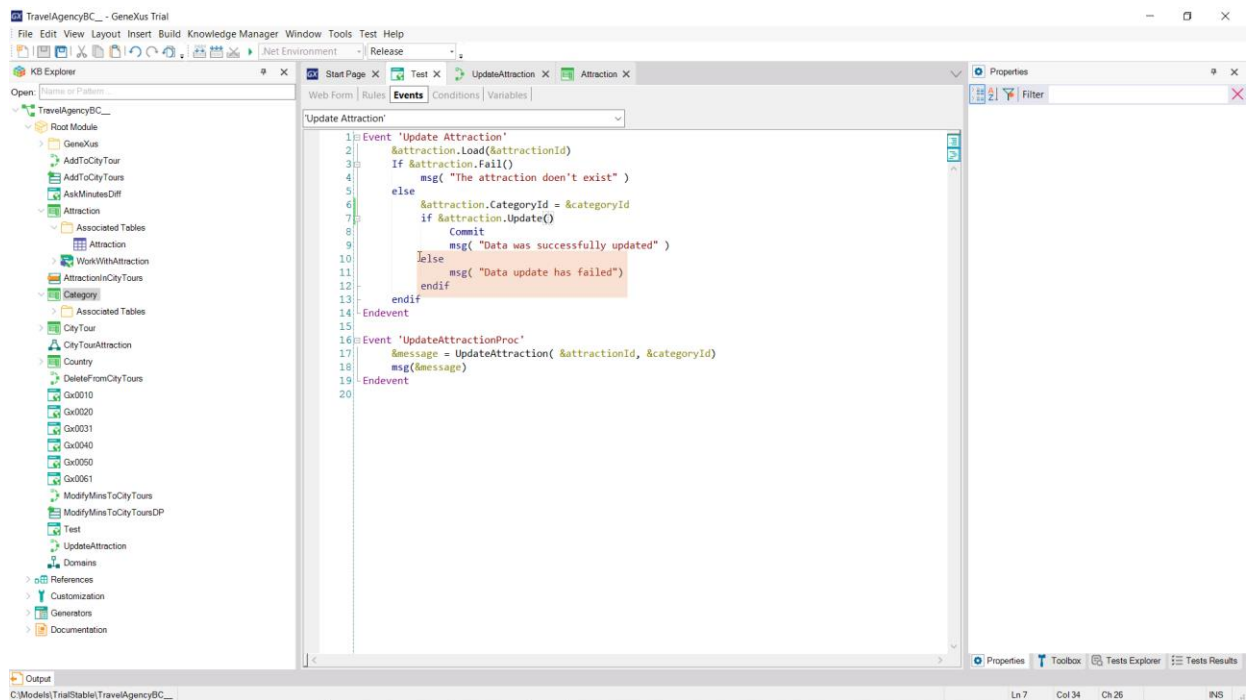 TravelAgencyBC__ - GeneXus Trial
File Edit View Layout Insert Build Knowledge Manager Window Tools Test Help
.Net Environment Release
KB Explorer
Open: Name or Pattern ...
TravelAgencyBC__
Root Module
GeneXus
AddToCityTour
AddToCityTours
AskMinutesDiff
Attraction
Associated Tables
Attraction
WorkWithAttraction
AttractionInCityTours
Category
Associated Tables
CityTour
CityTourAttraction
Country
DeleteFromCityTours
Gx0010
Gx0020
Gx0031
Gx0040
Gx0050
Gx0061
ModifyMinsToCityTours
ModifyMinsToCityToursDP
Test
UpdateAttraction
Domains
References
Customization
Generators
Documentation
GX Start Page Test UpdateAttraction Attraction
Web Form Rules Events Conditions Variables
'Update Attraction'
1 Event 'Update Attraction'
2 &attraction.Load(&attractionId)
3 If &attraction.Fail()
4 msg( "The attraction doen't exist" )
5 else
6 &attraction.CategoryId = &categoryId
7 if &attraction.Update()
8 Commit
9 msg( "Data was successfully updated" )
10 else
11 msg( "Data update has failed")
12 endif
13 endif
14 Endevent
15
16 Event 'UpdateAttractionProc'
17 &message = UpdateAttraction( &attractionId, &categoryId)
18 msg(&message)
19 Endevent
20
Properties
Filter
Properties Toolbox Tests Explorer Tests Results
Output
C:\Models\TrialStable\TravelAgencyBC__ Ln 7 Col 34 Ch 26 INS